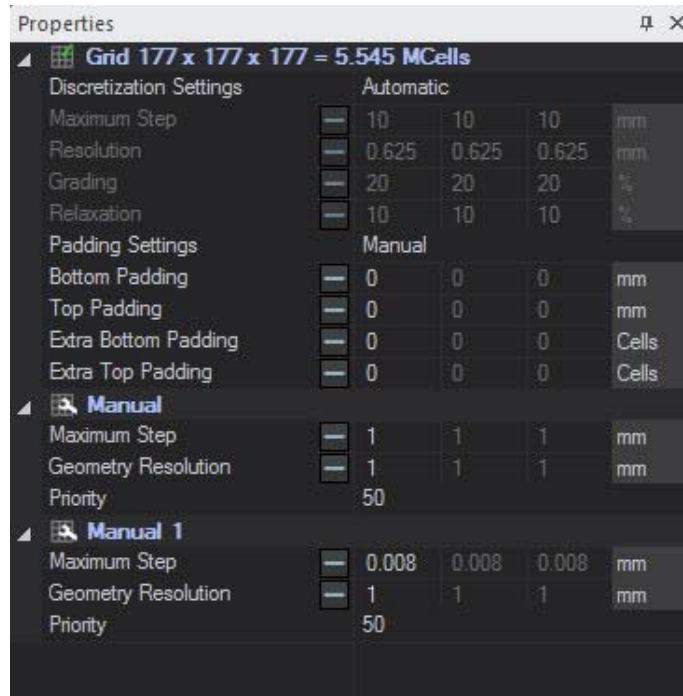 Properties
Grid 177 x 177 x 177 = 5.545 MCells
Discretization Settings Automatic
Maximum Step 10 10 10 mm
Resolution 0.625 0.625 0.625 mm
Grading 20 20 20 %
Relaxation 10 10 10 %
Padding Settings Manual
Bottom Padding 0 0 0 mm
Top Padding 0 0 0 mm
Extra Bottom Padding 0 0 0 Cells
Extra Top Padding 0 0 0 Cells
Manual
Maximum Step 1 1 1 mm
Geometry Resolution 1 1 1 mm
Priority 50
Manual 1
Maximum Step 0.008 0.008 0.008 mm
Geometry Resolution 1 1 1 mm
Priority 50